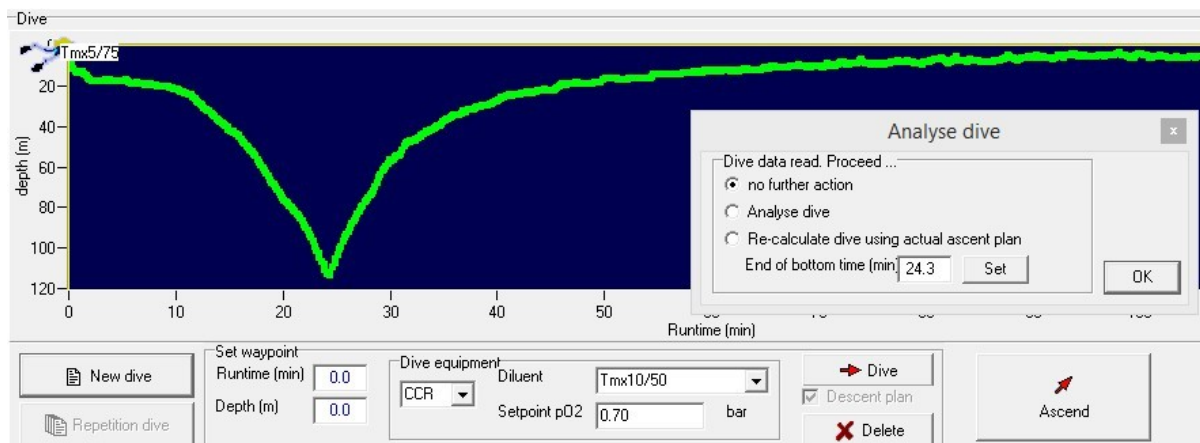 Dive
Tmx5/75
20
40
60
80
100
120
depth (m)
0
10
20
30
40
50
Runtime (min)
Analyse dive
x
Dive data read. Proceed ...
no further action
Analyse dive
Re-calculate dive using actual ascent plan
End of bottom time (min)
24.3
Set
OK
New dive
Repetition dive
Set waypoint
Runtime (min)
0.0
Depth (m)
0.0
Dive equipment
CCR
Diluent
Tmx10/50
Setpoint pO2
0.70
bar
Dive
Descent plan
Delete
Ascend